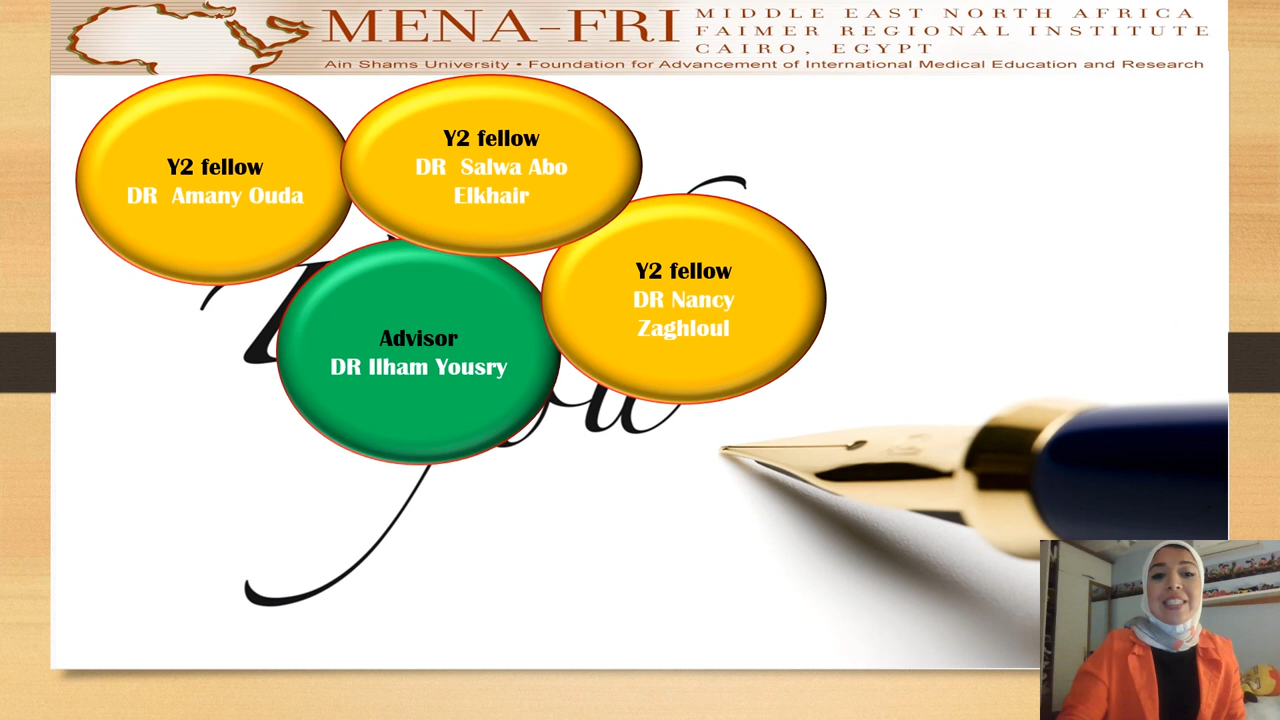 MENA-FRI
MIDDLE EAST NORTH AFRICA
FAIMER REGIONAL INSTITUTE
CAIRO, EGYPT
Ain Shams University • Foundation for Advancement of International Medical Education and Research
Y2 fellow
DR Amany Ouda
Y2 fellow
DR Salwa Abo
Elkhair
Y2 fellow
DR Nancy
Zaghloul
Advisor
DR Ilham Yousry